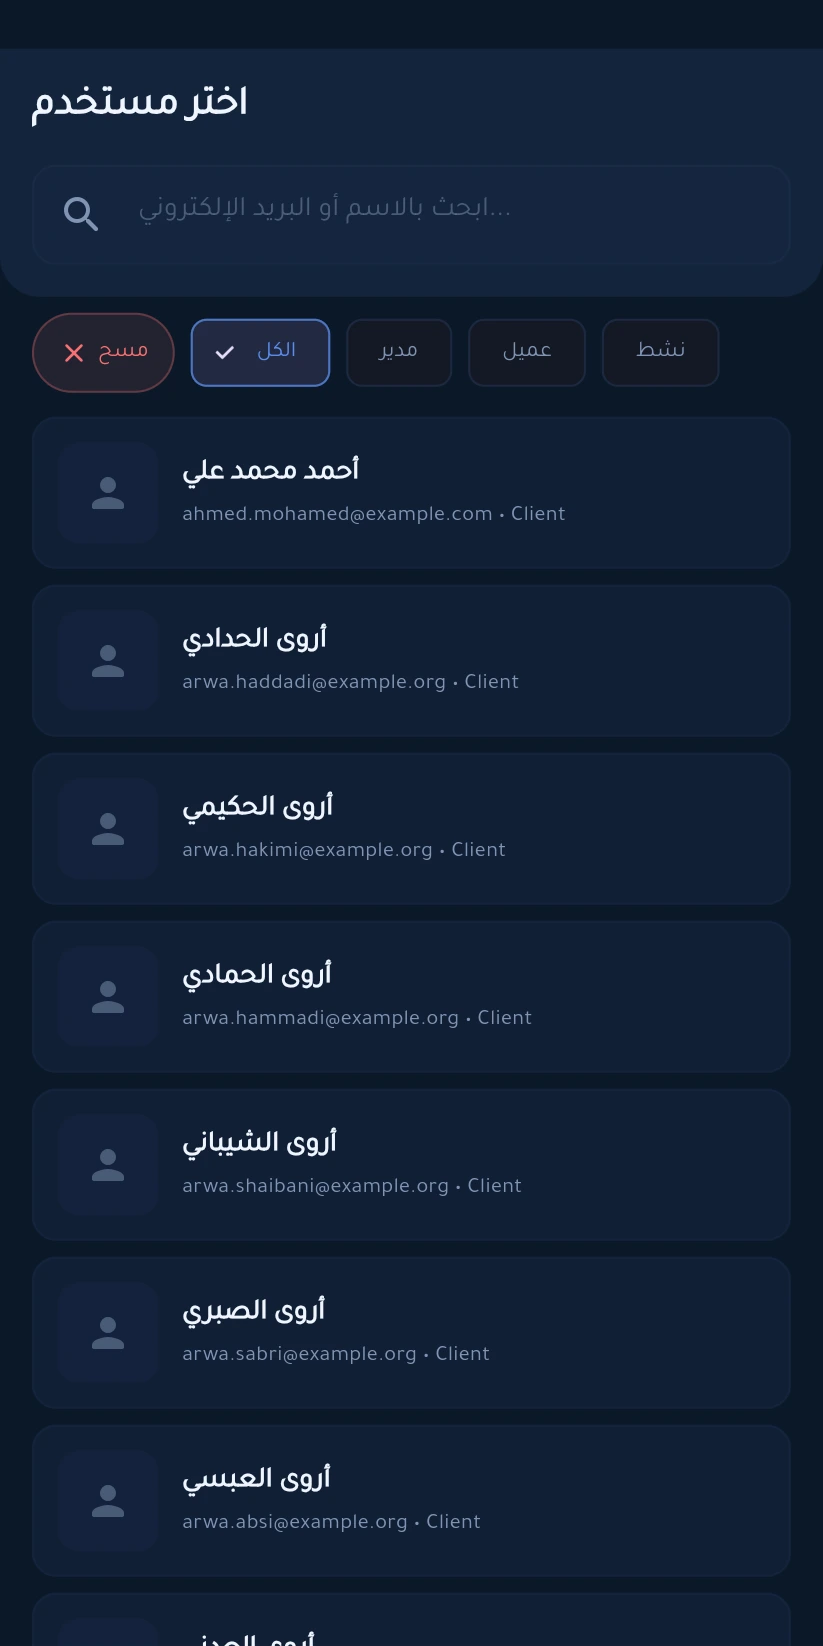 اختر مستخدم
ابحث بالاسم أو البريد الإلكتروني...
مسح
الكل
مدير
عميل
نشط
أحمد محمد علي
ahmed.mohamed@example.com • Client
أروى الحدادي
arwa.haddadi@example.org • Client
أروى الحكيمي
arwa.hakimi@example.org • Client
أروى الحمادي
arwa.hammadi@example.org • Client
أروى الشيباني
arwa.shaibani@example.org • Client
أروى الصبري
arwa.sabri@example.org • Client
أروى العبسي
arwa.absi@example.org • Client
أروى